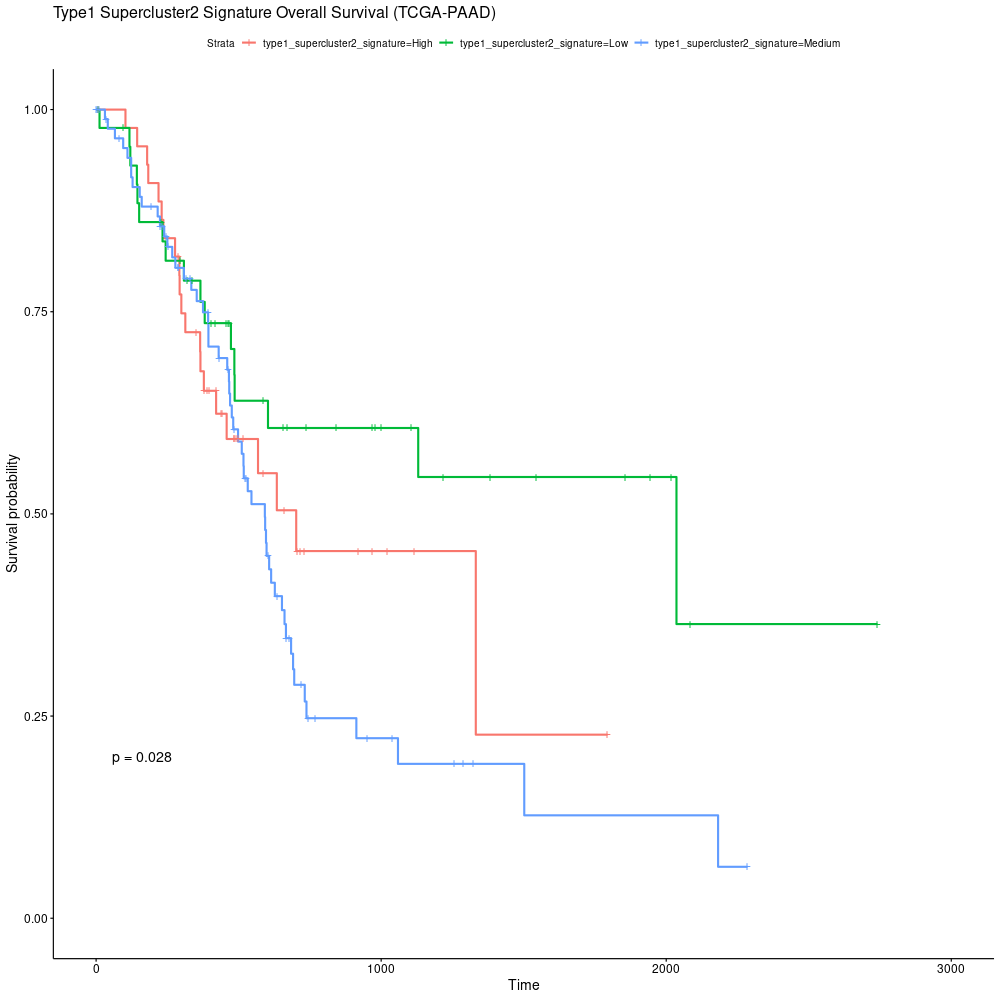 Type1 Supercluster2 Signature Overall Survival (TCGA-PAAD)
Strata type1_supercluster2_signature=High type1_supercluster2_signature=Low type1_supercluster2_signature=Medium
1.00
0.75
0.50
0.25
0.00
Survival probability
p = 0.028
0 1000 2000 3000
Time